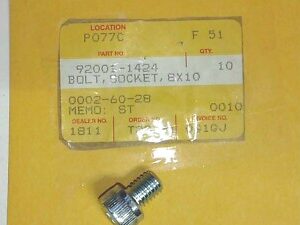 LOCATION
P077C F 51
PART NO. QTY.
92001-1424 10
BOLT, SOCKET, 8X10
0002-60-28 0010
MEMO: ST
DEALER NO. INVOICE NO.
1811